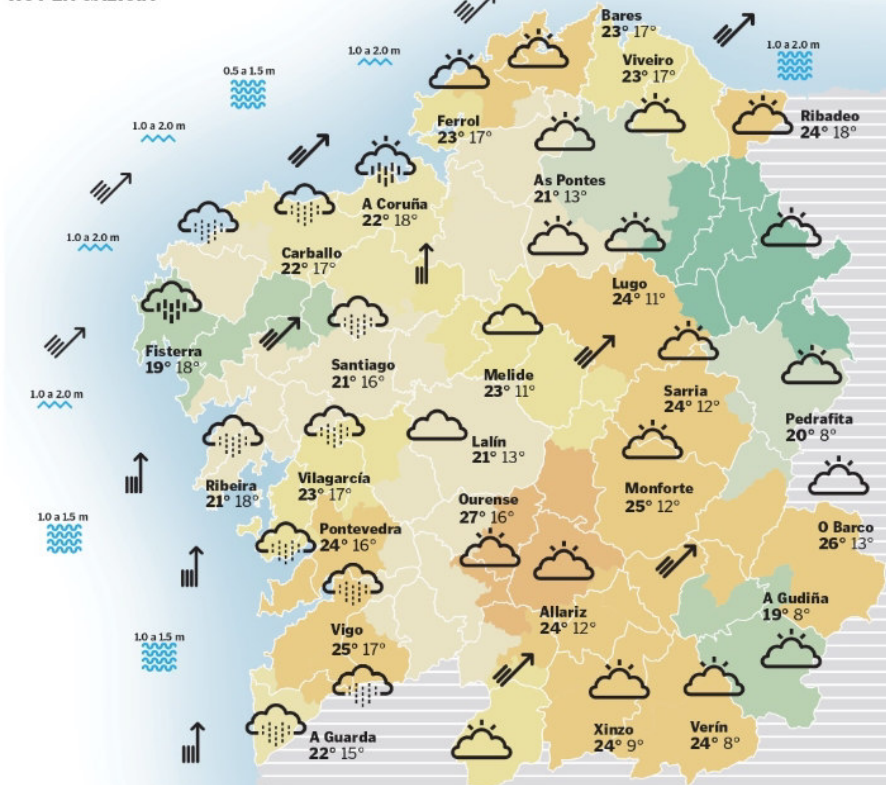 Bares
23° 17°
1.0 a 2.0 m
1.0 a 2.0 m
Viveiro
23° 17°
0.5 a 1.5 m
Ferrol
23° 17°
Ribadeo
24° 18°
1.0 a 2.0 m
As Pontes
21° 13°
A Coruña
22° 18°
1.0 a 2.0 m
Carballo
22° 17°
Lugo
24° 11°
Fisterra
19° 18°
Santiago
21° 16°
Melide
23° 11°
Sarria
24° 12°
1.0 a 2.0 m
Pedrafita
20° 8°
Lalín
21° 13°
Ribeira
21° 18°
Vilagarcía
23° 17°
Ourense
27° 16°
Monforte
25° 12°
1.0 a 1.5 m
Pontevedra
24° 16°
O Barco
26° 13°
A Gudiña
19° 8°
Allariz
24° 12°
Vigo
25° 17°
1.0 a 1.5 m
A Guarda
22° 15°
Xinzo
24° 9°
Verín
24° 8°